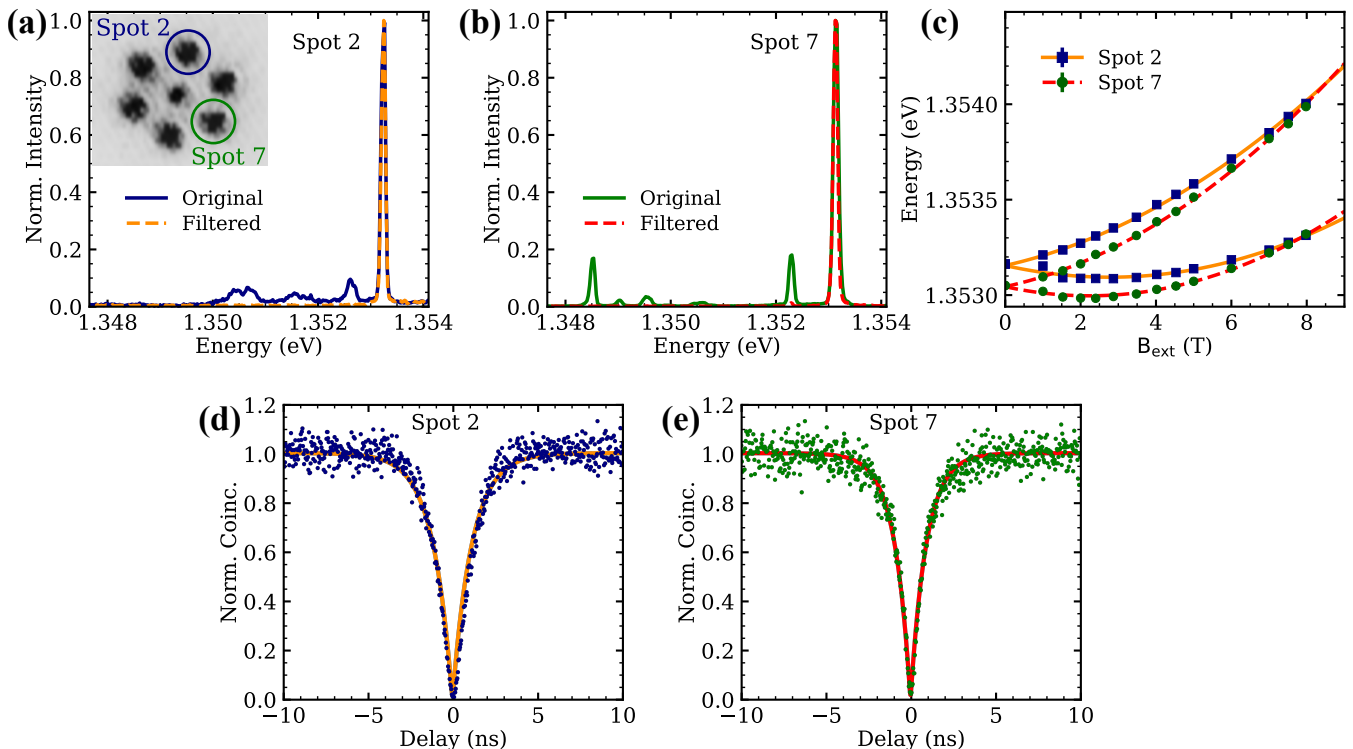 (a)
Spot 2
Spot 7
Spot 2
Original
Filtered
Norm. Intensity
1.0
0.8
0.6
0.4
0.2
0.0
1.348
1.350
1.352
1.354
Energy (eV)
(b)
Spot 7
Original
Filtered
Norm. Intensity
1.0
0.8
0.6
0.4
0.2
0.0
1.348
1.350
1.352
1.354
Energy (eV)
(c)
Spot 2
Spot 7
Energy (eV)
1.3540
1.3535
1.3530
0
2
4
6
8
Bext (T)
(d)
Spot 2
Norm. Coinc.
1.2
1.0
0.8
0.6
0.4
0.2
0.0
−10
−5
0
5
10
Delay (ns)
(e)
Spot 7
Norm. Coinc.
1.2
1.0
0.8
0.6
0.4
0.2
0.0
−10
−5
0
5
10
Delay (ns)